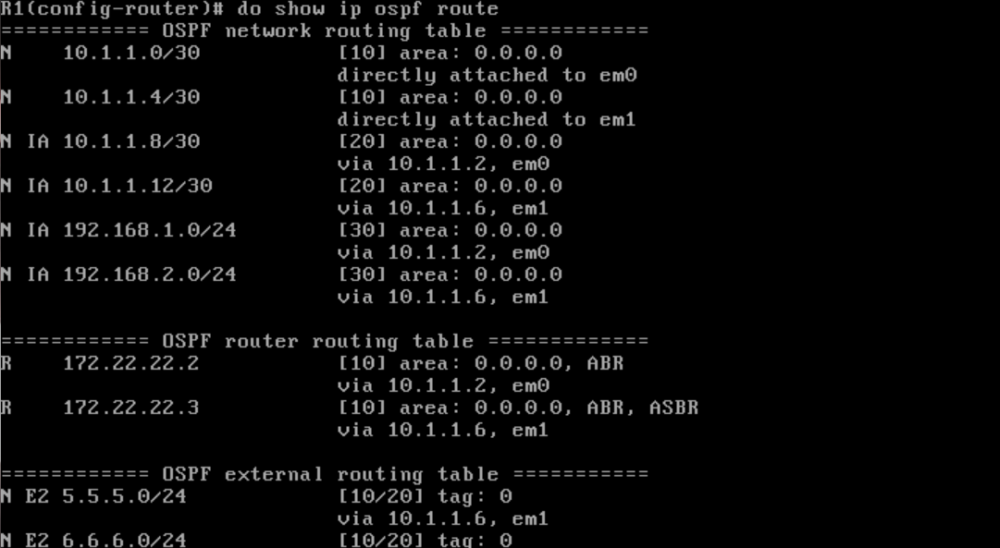 R1(config-router)# do show ip ospf route
============ OSPF network routing table ============
N    10.1.1.0/30           [10] area: 0.0.0.0
                           directly attached to em0
N    10.1.1.4/30           [10] area: 0.0.0.0
                           directly attached to em1
N IA 10.1.1.8/30           [20] area: 0.0.0.0
                           via 10.1.1.2, em0
N IA 10.1.1.12/30          [20] area: 0.0.0.0
                           via 10.1.1.6, em1
N IA 192.168.1.0/24        [30] area: 0.0.0.0
                           via 10.1.1.2, em0
N IA 192.168.2.0/24        [30] area: 0.0.0.0
                           via 10.1.1.6, em1

============ OSPF router routing table =============
R    172.22.22.2           [10] area: 0.0.0.0, ABR
                           via 10.1.1.2, em0
R    172.22.22.3           [10] area: 0.0.0.0, ABR, ASBR
                           via 10.1.1.6, em1

============ OSPF external routing table ===========
N E2 5.5.5.0/24            [10/20] tag: 0
                           via 10.1.1.6, em1
N E2 6.6.6.0/24            [10/20] tag: 0